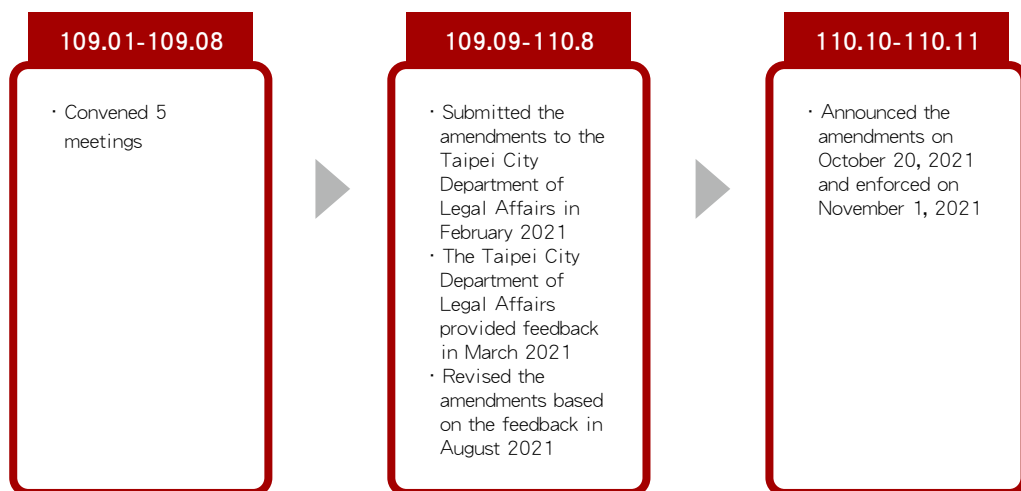 109.01-109.08
· Convened 5
meetings
109.09-110.8
· Submitted the
amendments to the
Taipei City
Department of
Legal Affairs in
February 2021
· The Taipei City
Department of
Legal Affairs
provided feedback
in March 2021
· Revised the
amendments based
on the feedback in
August 2021
110.10-110.11
· Announced the
amendments on
October 20, 2021
and enforced on
November 1, 2021